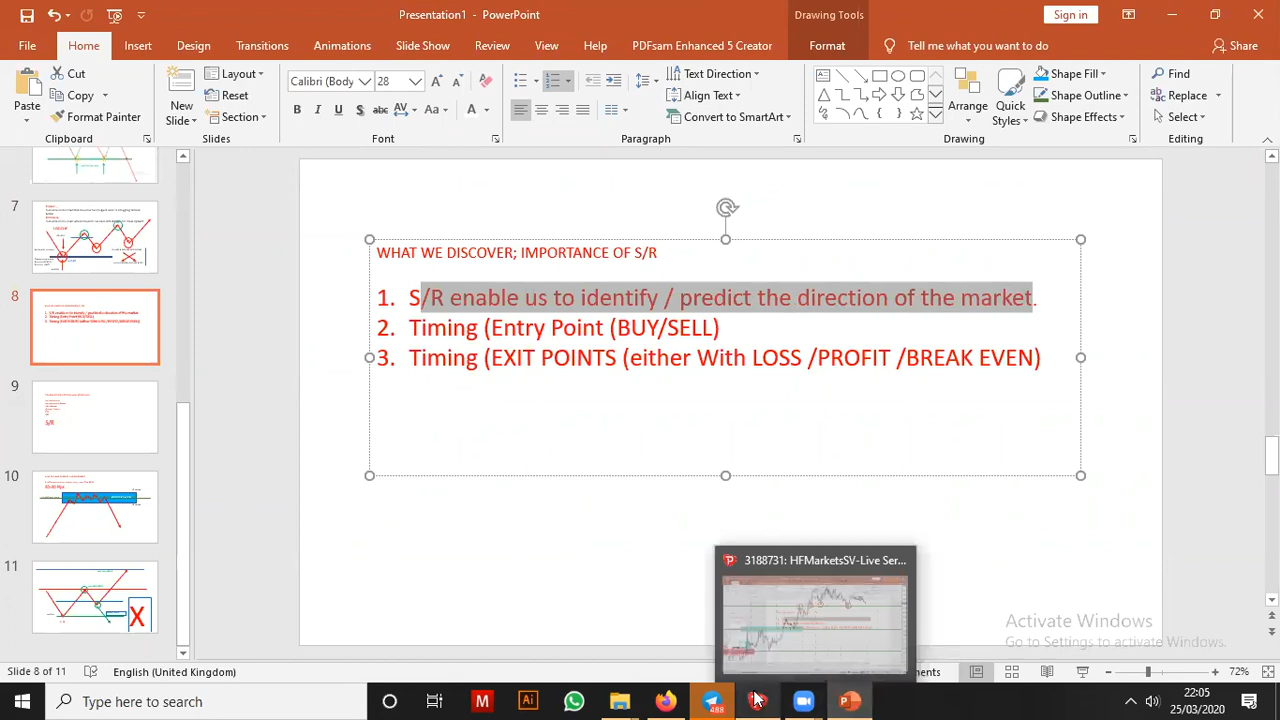 Presentation1 - PowerPoint
Drawing Tools
Sign in
File Home Insert Design Transitions Animations Slide Show Review View Help PDFsam Enhanced 5 Creator Format Tell me what you want to do Share
Paste
Cut
Copy
Format Painter
Clipboard
New Slide
Layout
Reset
Section
Slides
Calibri (Body 28
Font
Paragraph
Text Direction
Align Text
Convert to SmartArt
Arrange
Quick Styles
Shape Fill
Shape Outline
Shape Effects
Drawing
Find
Replace
Select
Editing
7
8
9
S/R
10
11
X
WHAT WE DISCOVER; IMPORTANCE OF S/R
1. S/R enable us to identify / predict the direction of the market.
2. Timing (Entry Point (BUY/SELL)
3. Timing (EXIT POINTS (either With LOSS /PROFIT /BREAK EVEN)
3188731: HFMarketsSV-Live Ser...
Activate Windows
Go to Settings to activate Windows.
Slide 8 of 11 English (United Kingdom) 72%
Type here to search
488
22:05
25/03/2020